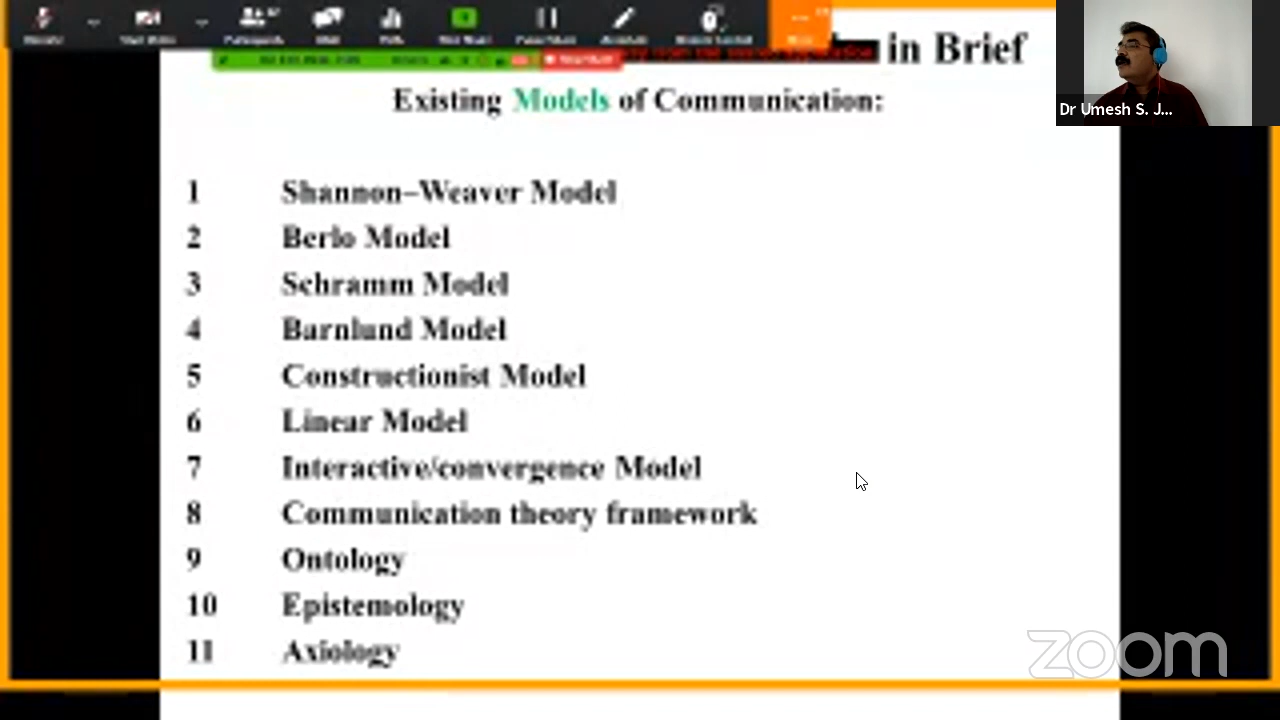 in Brief
Existing Models of Communication:
Dr Umesh S. J...
1 Shannon–Weaver Model
2 Berlo Model
3 Schramm Model
4 Barnlund Model
5 Constructionist Model
6 Linear Model
7 Interactive/convergence Model
8 Communication theory framework
9 Ontology
10 Epistemology
11 Axiology
zoom